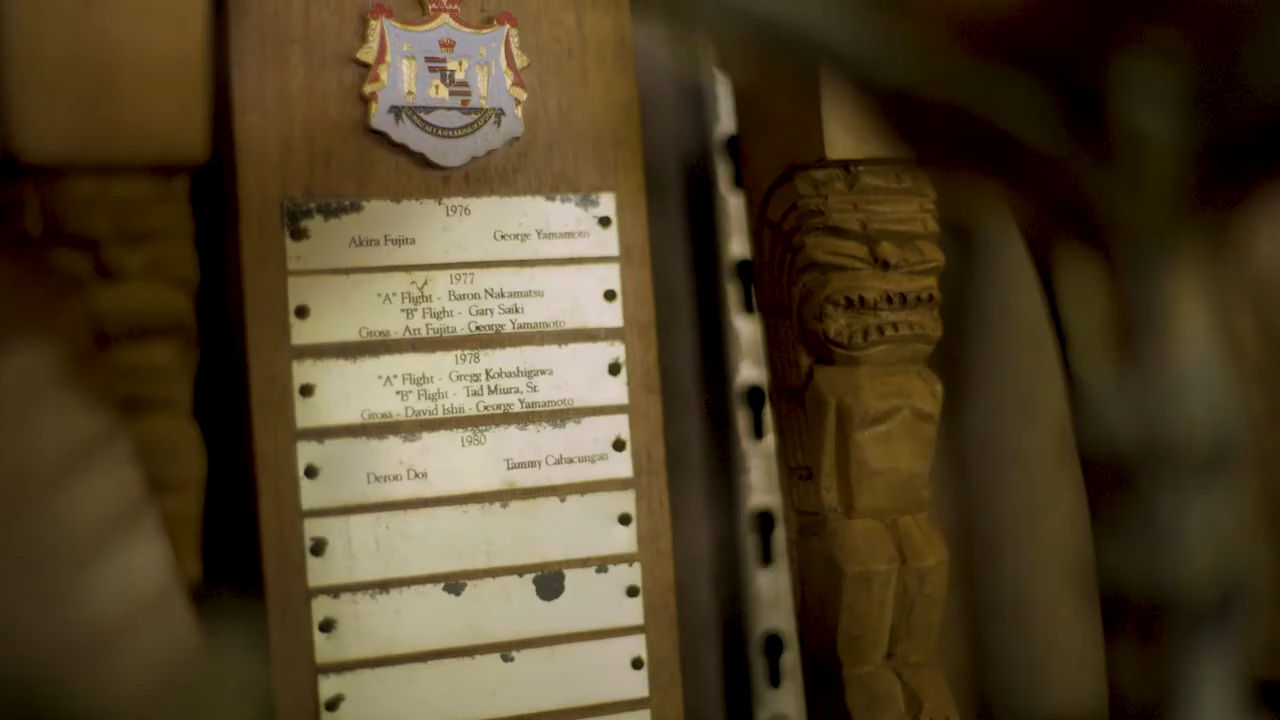 1976
Akira Fujita George Yamamoto
1977
"A" Flight - Baron Nakamatsu
"B" Flight - Gary Saiki
Gross - Art Fujita - George Yamamoto
1978
"A" Flight - Gregg Kobashigawa
"B" Flight - Tad Miura, Sr.
Gross - David Ishii - George Yamamoto
1980
Deron Doi Tammy Cabacungan